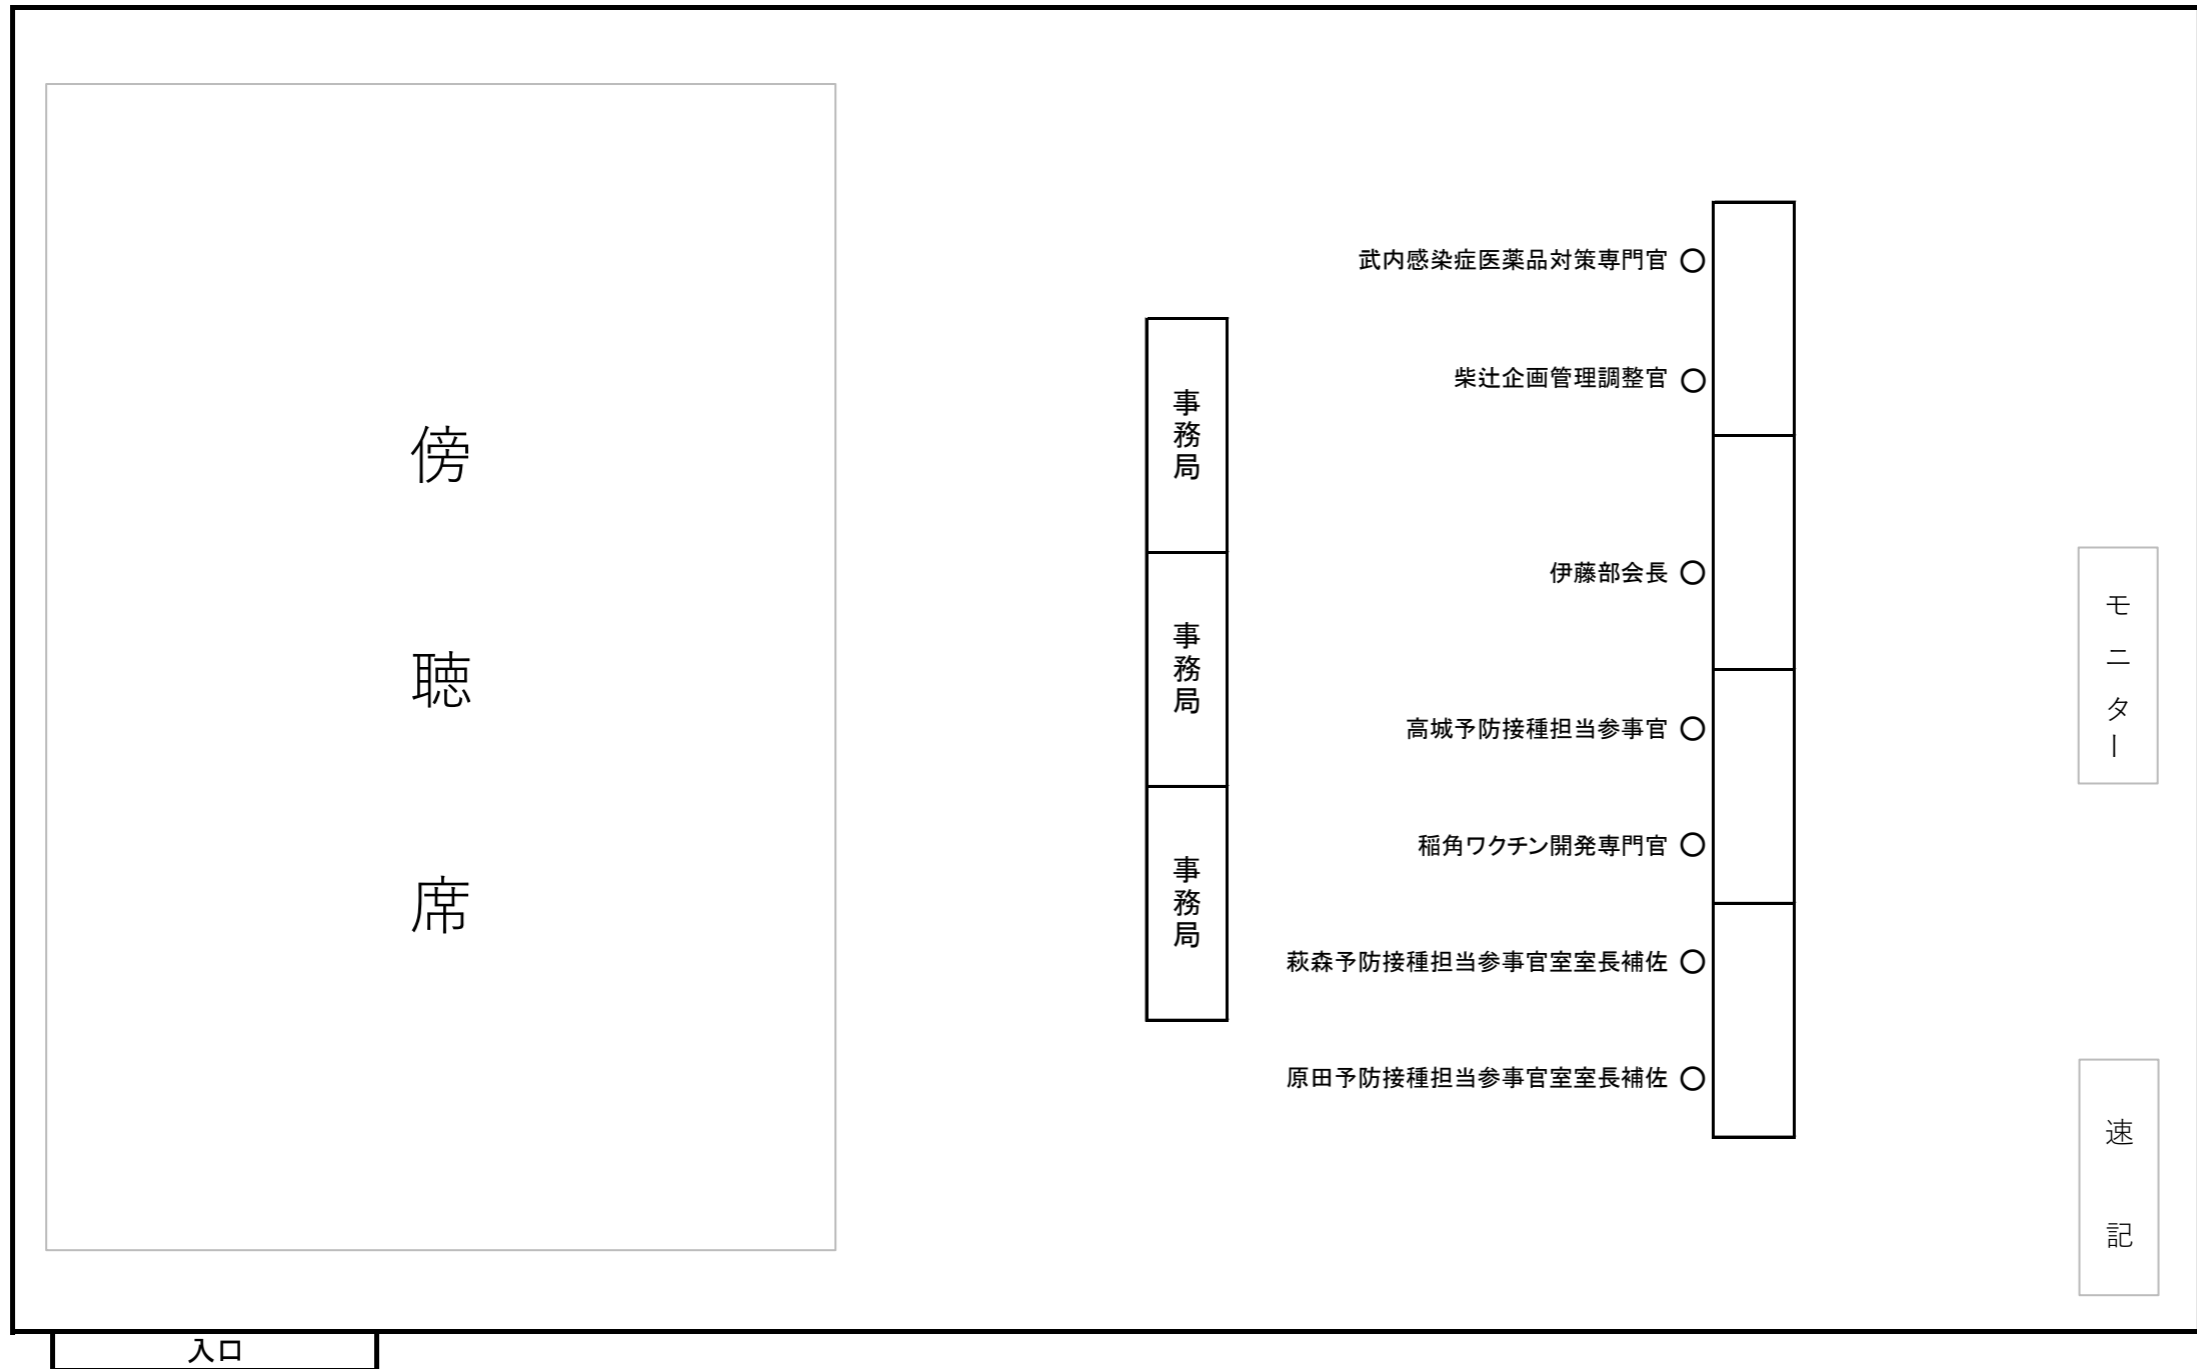 傍聴席
事務局
事務局
事務局
武内感染症医薬品対策専門官
柴辻企画管理調整官
伊藤部会長
高城予防接種担当参事官
稲角ワクチン開発専門官
萩森予防接種担当参事官室室長補佐
原田予防接種担当参事官室室長補佐
モニター
速記
入口